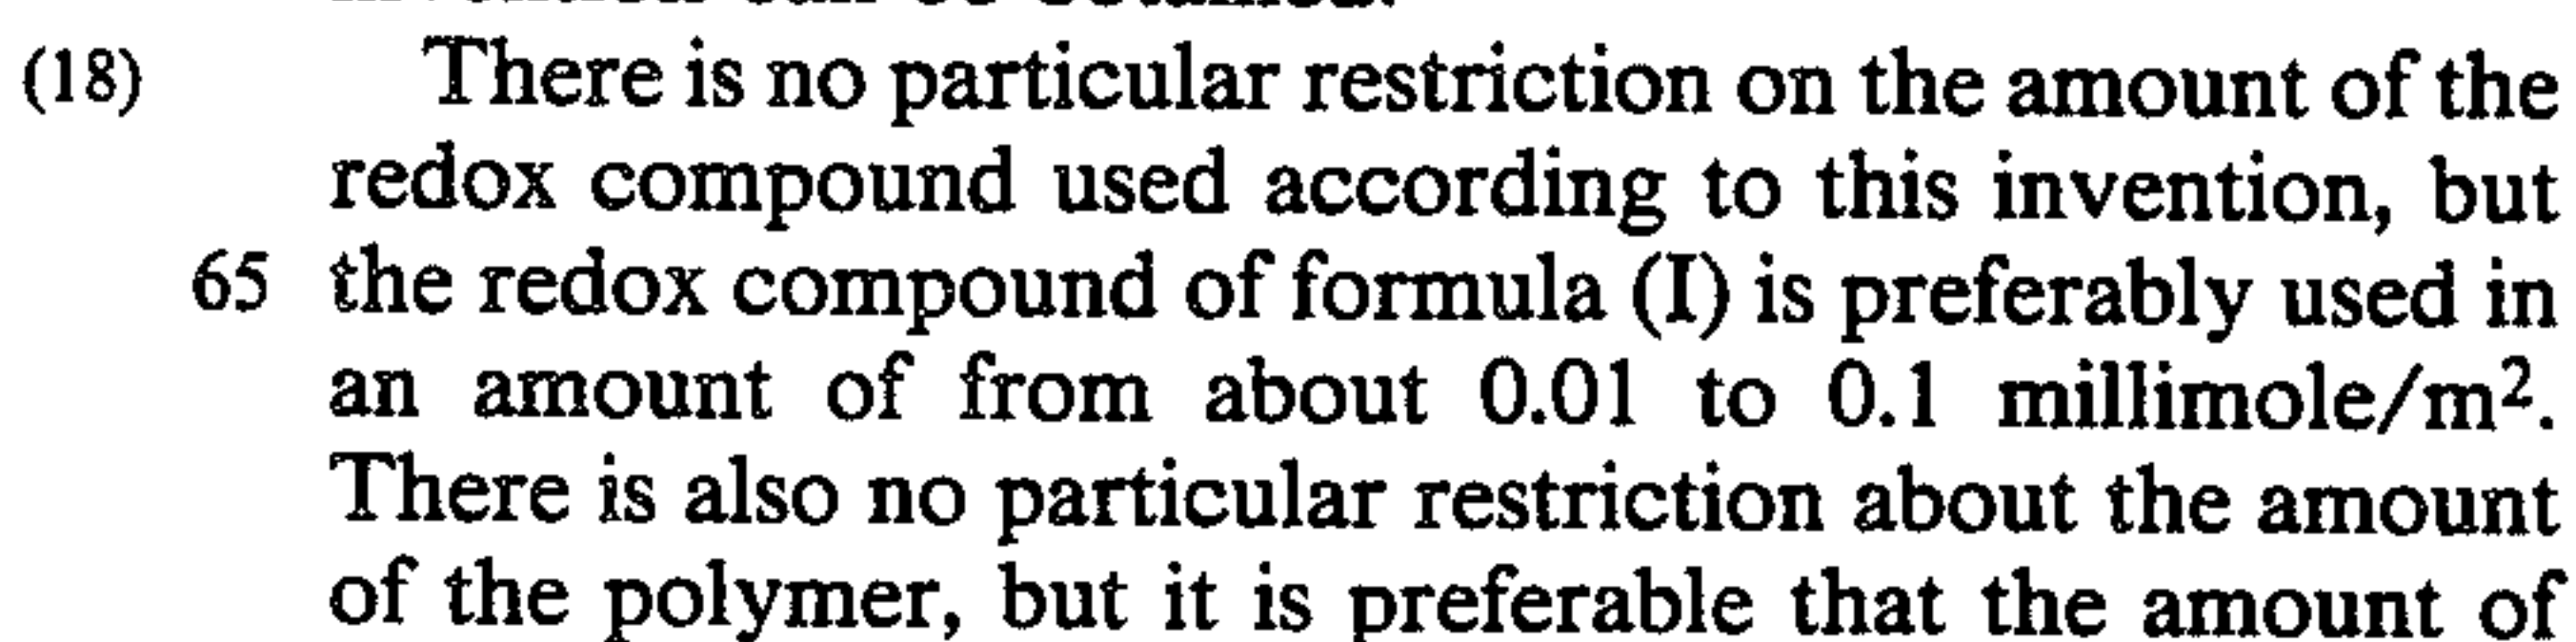 (18) There is no particular restriction on the amount of the
redox compound used according to this invention, but
65 the redox compound of formula (I) is preferably used in
an amount of from about 0.01 to 0.1 millimole/m².
There is also no particular restriction about the amount
of the polymer, but it is preferable that the amount of